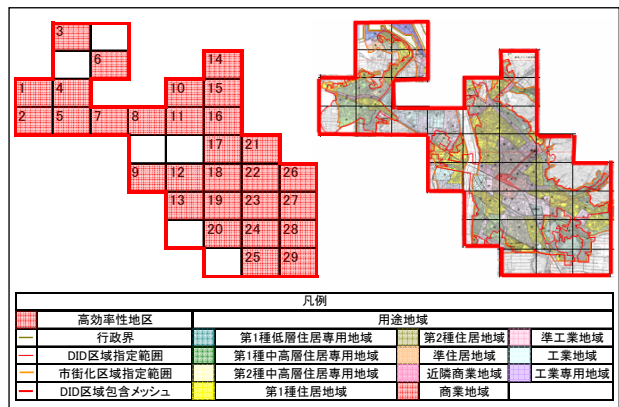 3
6
14
1 4 10 15
2 5 7 8 11 16
17 21
9 12 18 22 26
13 19 23 27
20 24 28
25 29
凡例
高効率性地区 用途地域
行政界 第1種低層住居専用地域 第2種住居地域 準工業地域
DID区域指定範囲 第1種中高層住居専用地域 準住居地域 工業地域
市街化区域指定範囲 第2種中高層住居専用地域 近隣商業地域 工業専用地域
DID区域包含メッシュ 第1種住居地域 商業地域